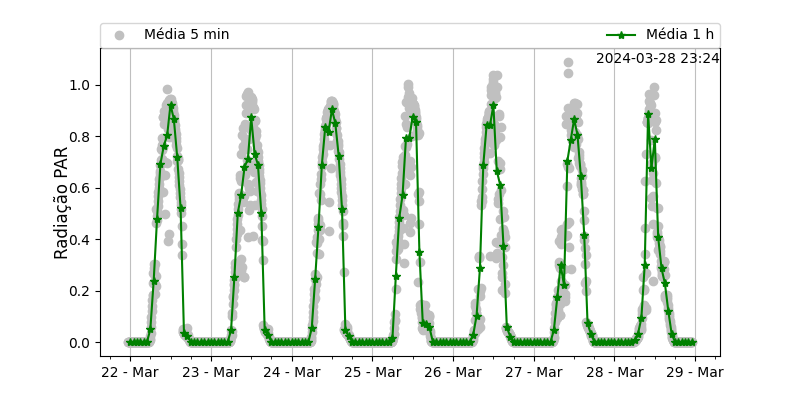 Média 5 min
Média 1 h
2024-03-28 23:24
Radiação PAR
1.0
0.8
0.6
0.4
0.2
0.0
22 - Mar
23 - Mar
24 - Mar
25 - Mar
26 - Mar
27 - Mar
28 - Mar
29 - Mar